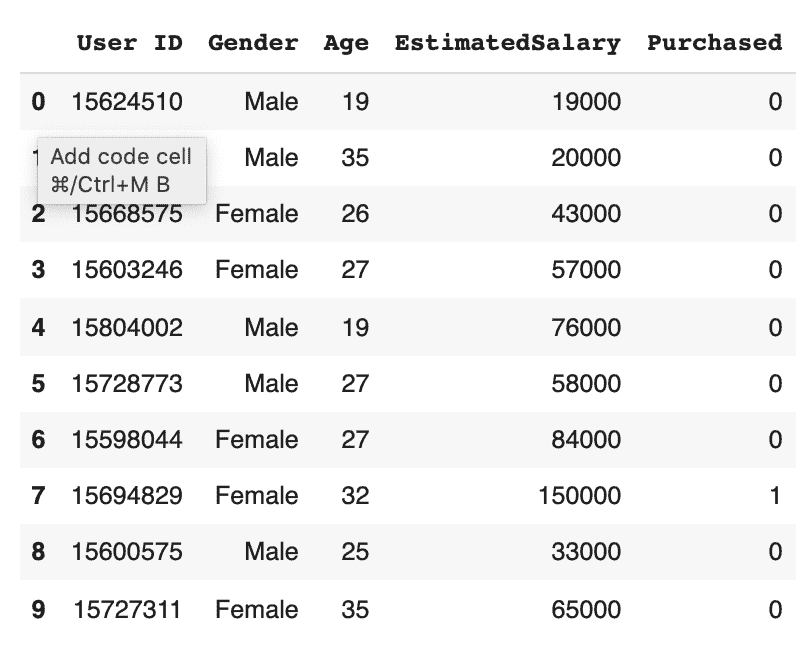 User ID Gender Age EstimatedSalary Purchased
0 15624510 Male 19 19000 0
Male 35 20000 0
Add code cell
⌘/Ctrl+M B
2 15668575 Female 26 43000 0
3 15603246 Female 27 57000 0
4 15804002 Male 19 76000 0
5 15728773 Male 27 58000 0
6 15598044 Female 27 84000 0
7 15694829 Female 32 150000 1
8 15600575 Male 25 33000 0
9 15727311 Female 35 65000 0